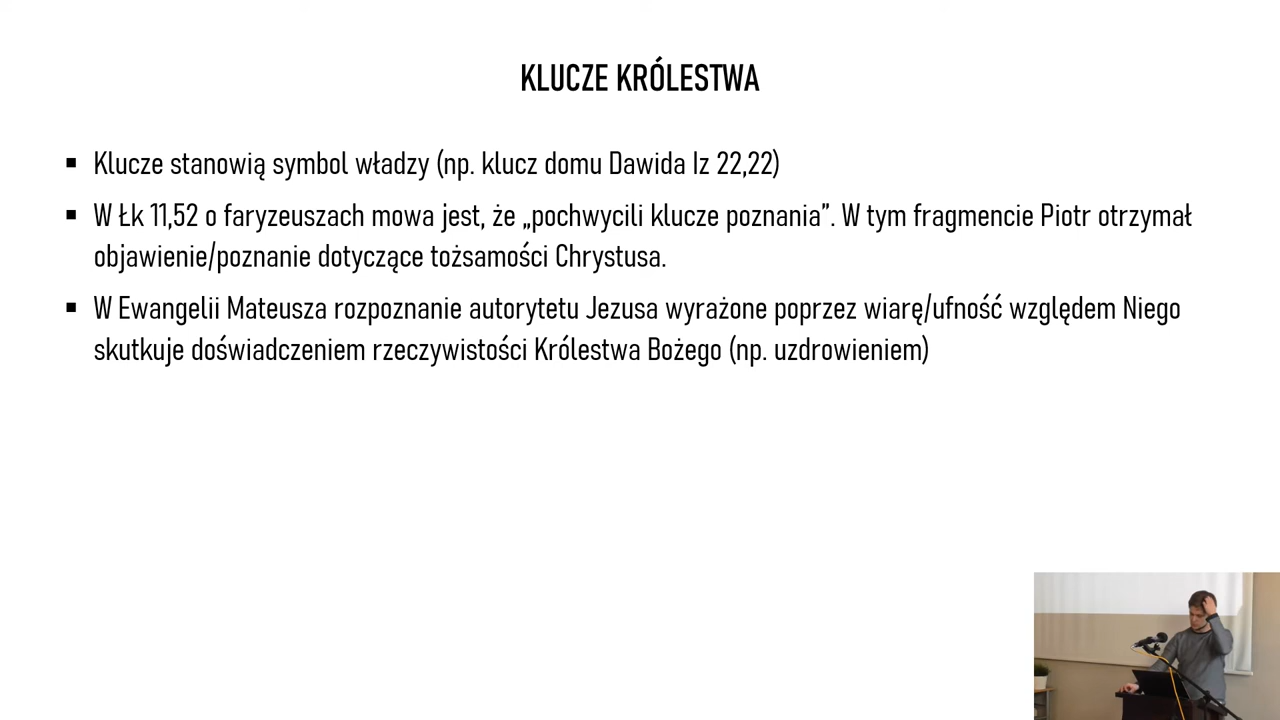 KLUCZE KRÓLESTWA
▪ Klucze stanowią symbol władzy (np. klucz domu Dawida Iz 22,22)
▪ W Łk 11,52 o faryzeuszach mowa jest, że „pochwycili klucze poznania”. W tym fragmencie Piotr otrzymał
objawienie/poznanie dotyczące tożsamości Chrystusa.
▪ W Ewangelii Mateusza rozpoznanie autorytetu Jezusa wyrażone poprzez wiarę/ufność względem Niego
skutkuje doświadczeniem rzeczywistości Królestwa Bożego (np. uzdrowieniem)